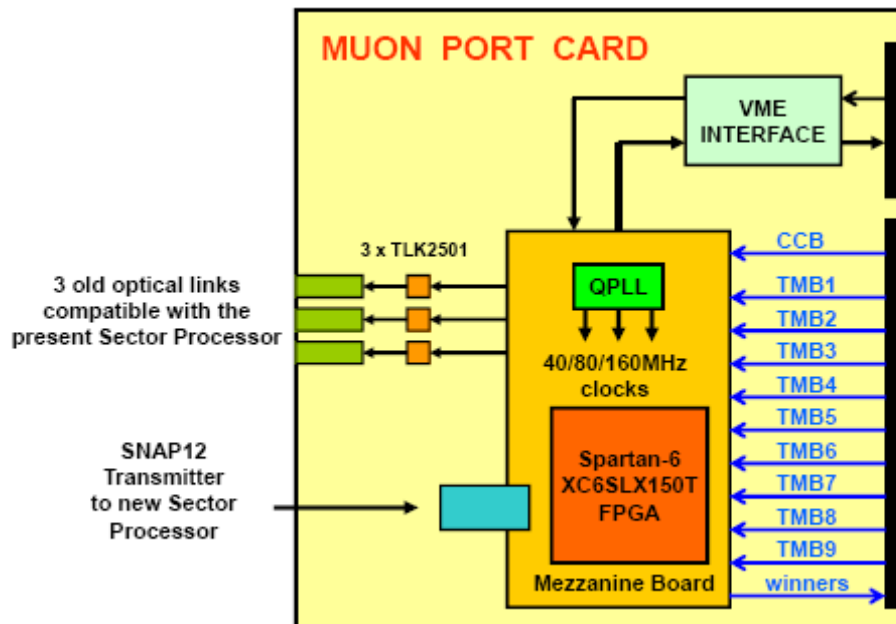 MUON PORT CARD
VME
INTERFACE
3 x TLK2501
3 old optical links
compatible with the
present Sector Processor
QPLL
40/80/160MHz
clocks
CCB
TMB1
TMB2
TMB3
TMB4
TMB5
TMB6
TMB7
TMB8
TMB9
winners
SNAP12
Transmitter
to new Sector
Processor
Spartan-6
XC6SLX150T
FPGA
Mezzanine Board